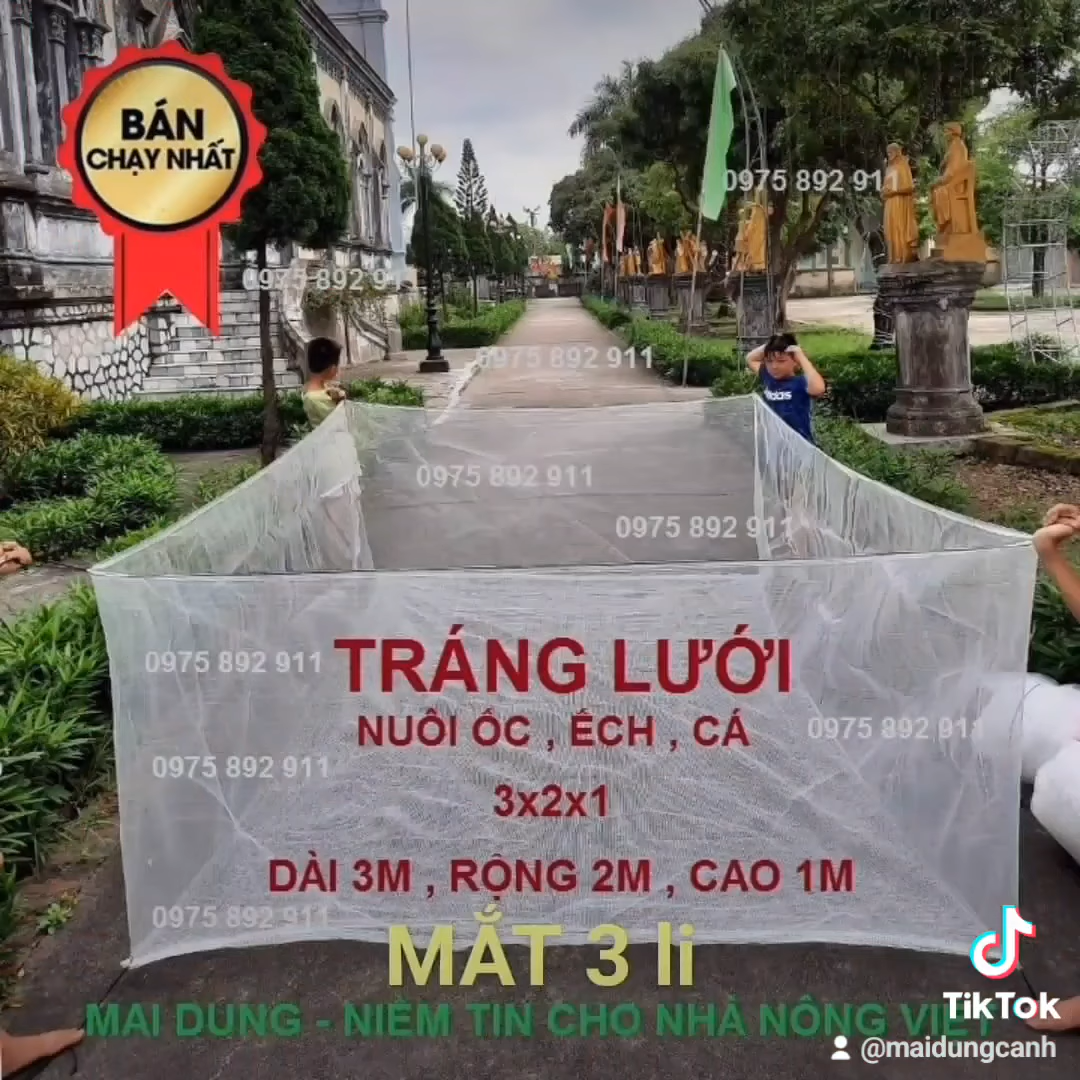 BÁN
CHẠY NHẤT
0975 892 911
0975 892 911
0975 892 911
das
0975 892 911
0975 892 911
TRÁNG LƯỚI
0975 892 911
NUÔI ỐC , ẾCH , CÁ
0975 892 911
0975 892 911
3x2x1
DÀI 3M , RỘNG 2M , CAO 1M
0975 892 911
MẮT 3 li
MAI DUNG - NIỀM TIN CHO NHÀ NÔNG VIỆT
TikTok
@maidungcanh